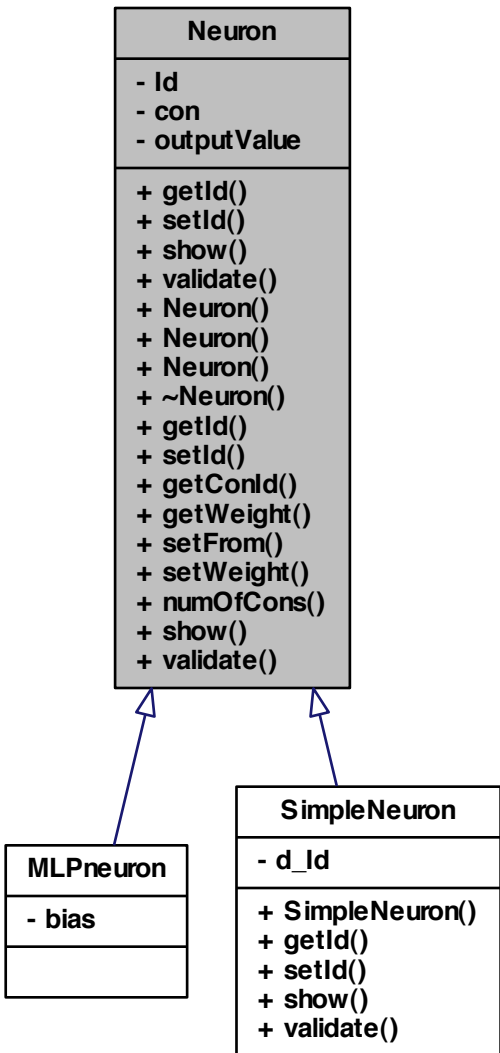 Neuron
- Id
- con
- outputValue
+ getId()
+ setId()
+ show()
+ validate()
+ Neuron()
+ Neuron()
+ Neuron()
+ ~Neuron()
+ getId()
+ setId()
+ getConId()
+ getWeight()
+ setFrom()
+ setWeight()
+ numOfCons()
+ show()
+ validate()
MLPneuron
- bias
SimpleNeuron
- d_Id
+ SimpleNeuron()
+ getId()
+ setId()
+ show()
+ validate()